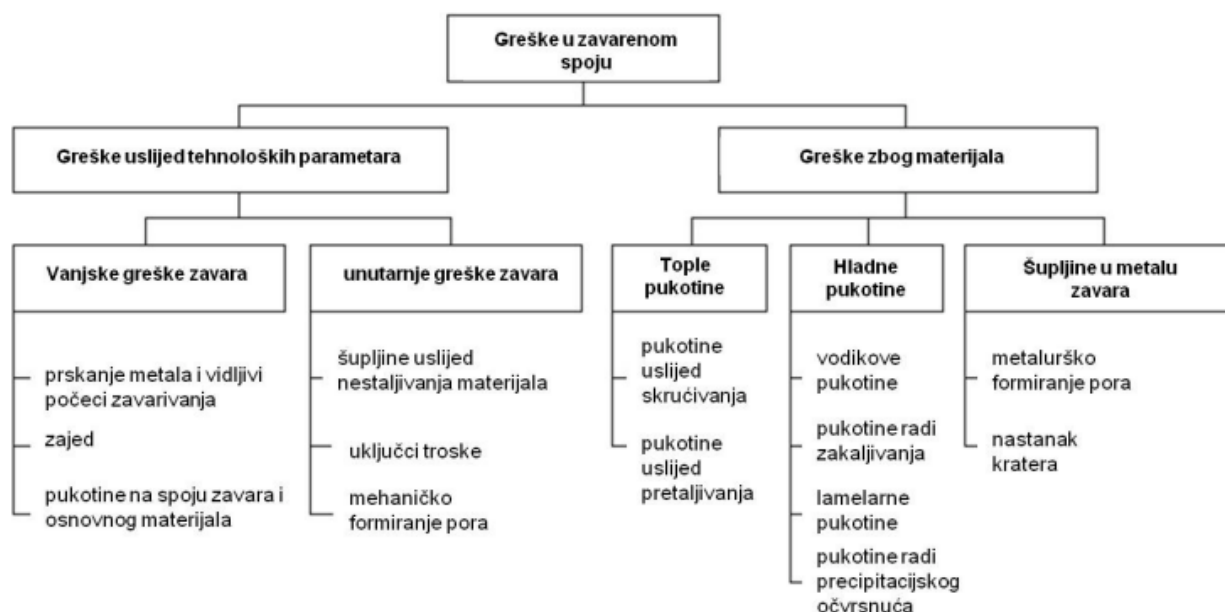 Greške u zavarenom
spoju
Greške uslijed tehnoloških parametara
Greške zbog materijala
Vanjske greške zavara
unutarnje greške zavara
Tople
pukotine
Hladne
pukotine
Šupljine u metalu
zavara
prskanje metala i vidljivi
počeci zavarivanja
zajed
pukotine na spoju zavara i
osnovnog materijala
šupljine uslijed
nestaljivanja materijala
uključci troske
mehaničko
formiranje pora
pukotine
uslijed
skrućivanja
pukotine
uslijed
pretaljivanja
vodikove
pukotine
pukotine radi
zakaljivanja
lamelarne
pukotine
pukotine radi
precipitacijskog
očvrsnuća
metalurško
formiranje pora
nastanak
kratera